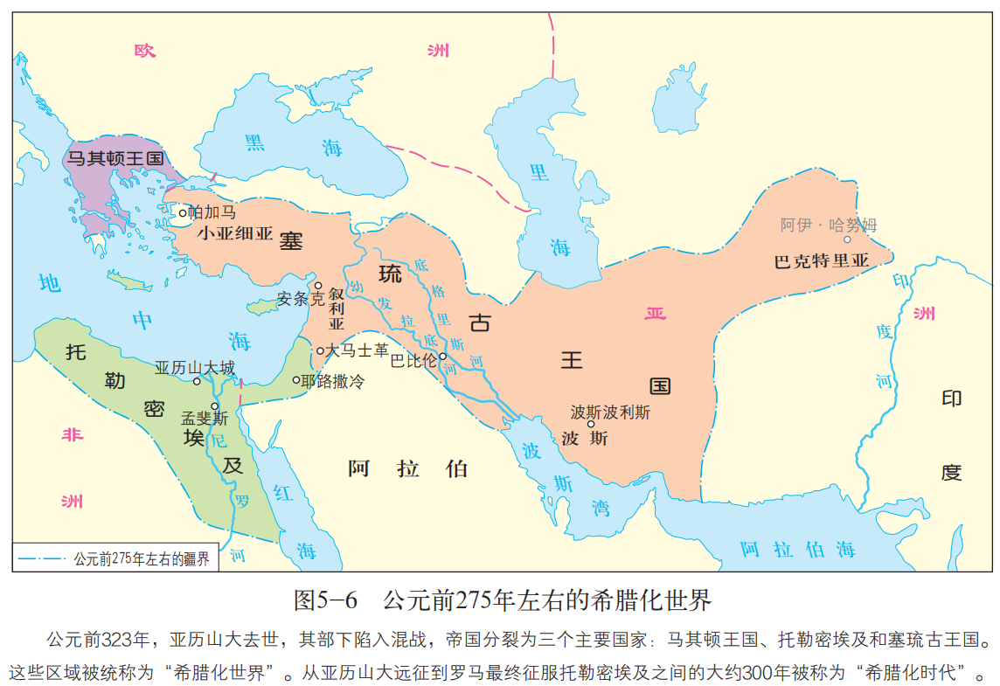 欧洲
黑海
里海
马其顿王国
帕加马
小亚细亚
塞琉古王国
阿伊·哈努姆
巴克特里亚
地中海
安条克
叙利亚
幼发拉底河
底格里斯河
亚洲
印度河
大马士革
巴比伦
托勒密埃及
亚历山大城
耶路撒冷
孟斐斯
尼罗河
波斯波利斯
波斯
印度
非洲
阿拉伯
波斯湾
红海
阿拉伯海
公元前275年左右的疆界
图5-6 公元前275年左右的希腊化世界
公元前323年，亚历山大去世，其部下陷入混战，帝国分裂为三个主要国家：马其顿王国、托勒密埃及和塞琉古王国。
这些区域被统称为“希腊化世界”。从亚历山大远征到罗马最终征服托勒密埃及之间的大约300年被称为“希腊化时代”。